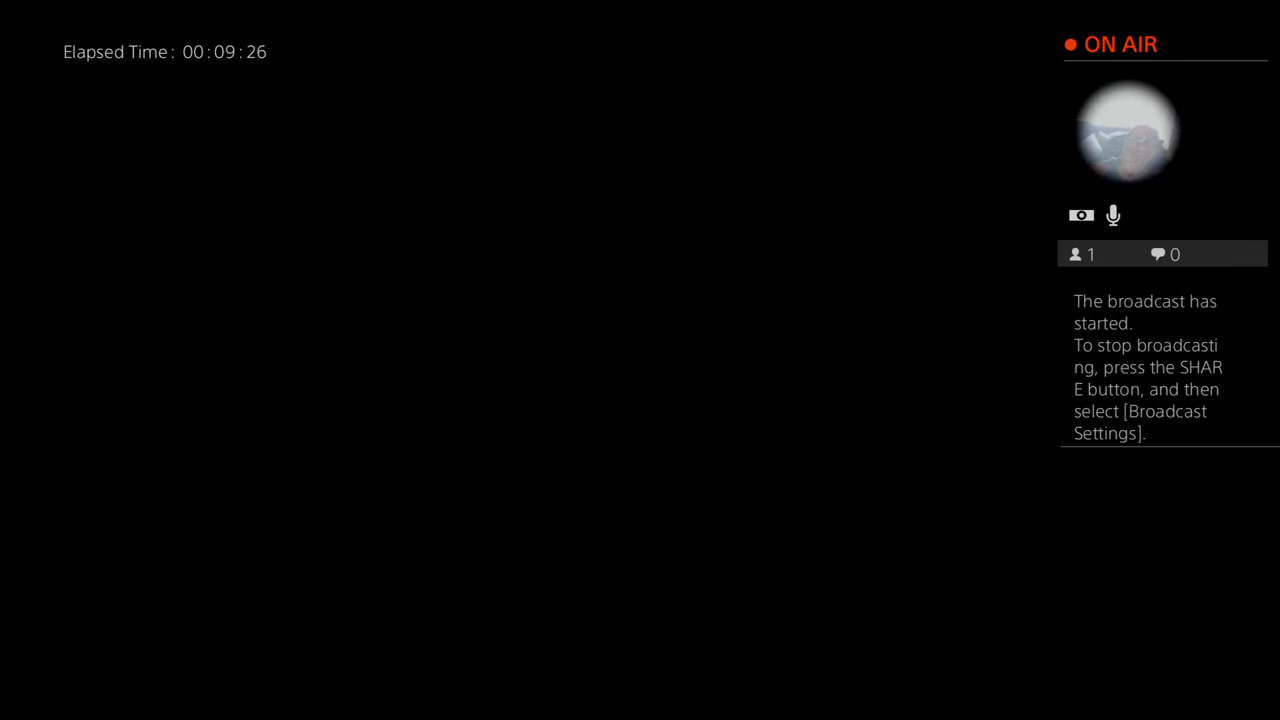 Elapsed Time: 00:09:26
ON AIR
1 0
The broadcast has
started.
To stop broadcasti
ng, press the SHAR
E button, and then
select [Broadcast
Settings].